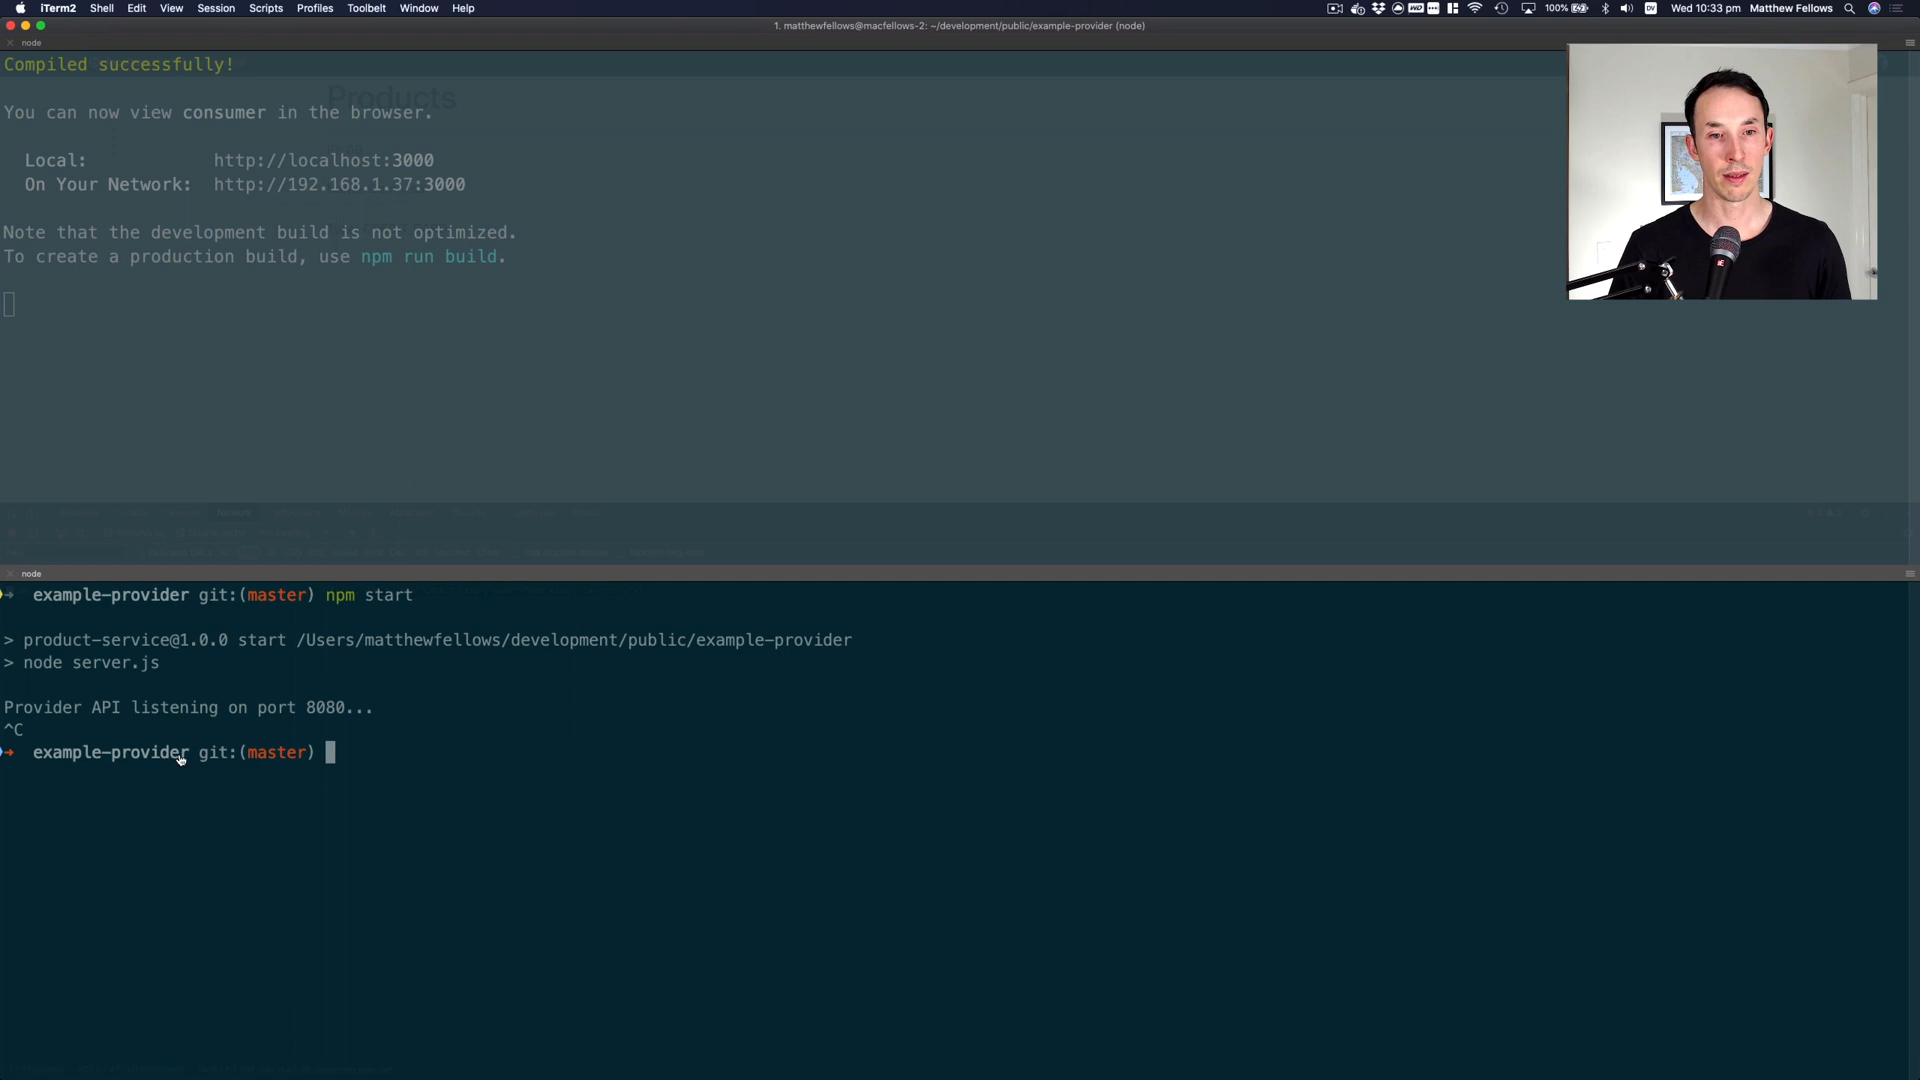 iTerm2 Shell Edit View Session Scripts Profiles Toolbelt Window Help
100% DV Wed 10:33 pm Matthew Fellows
1. matthewfellows@macfellows-2: ~/development/public/example-provider (node)
node
Compiled successfully!
Products
You can now view consumer in the browser.
Local: http://localhost:3000
On Your Network: http://192.168.1.37:3000
Note that the development build is not optimized.
To create a production build, use npm run build.
Network
node
➜ example-provider git:(master) npm start
> product-service@1.0.0 start /Users/matthewfellows/development/public/example-provider
> node server.js
Provider API listening on port 8080...
^C
➜ example-provider git:(master)